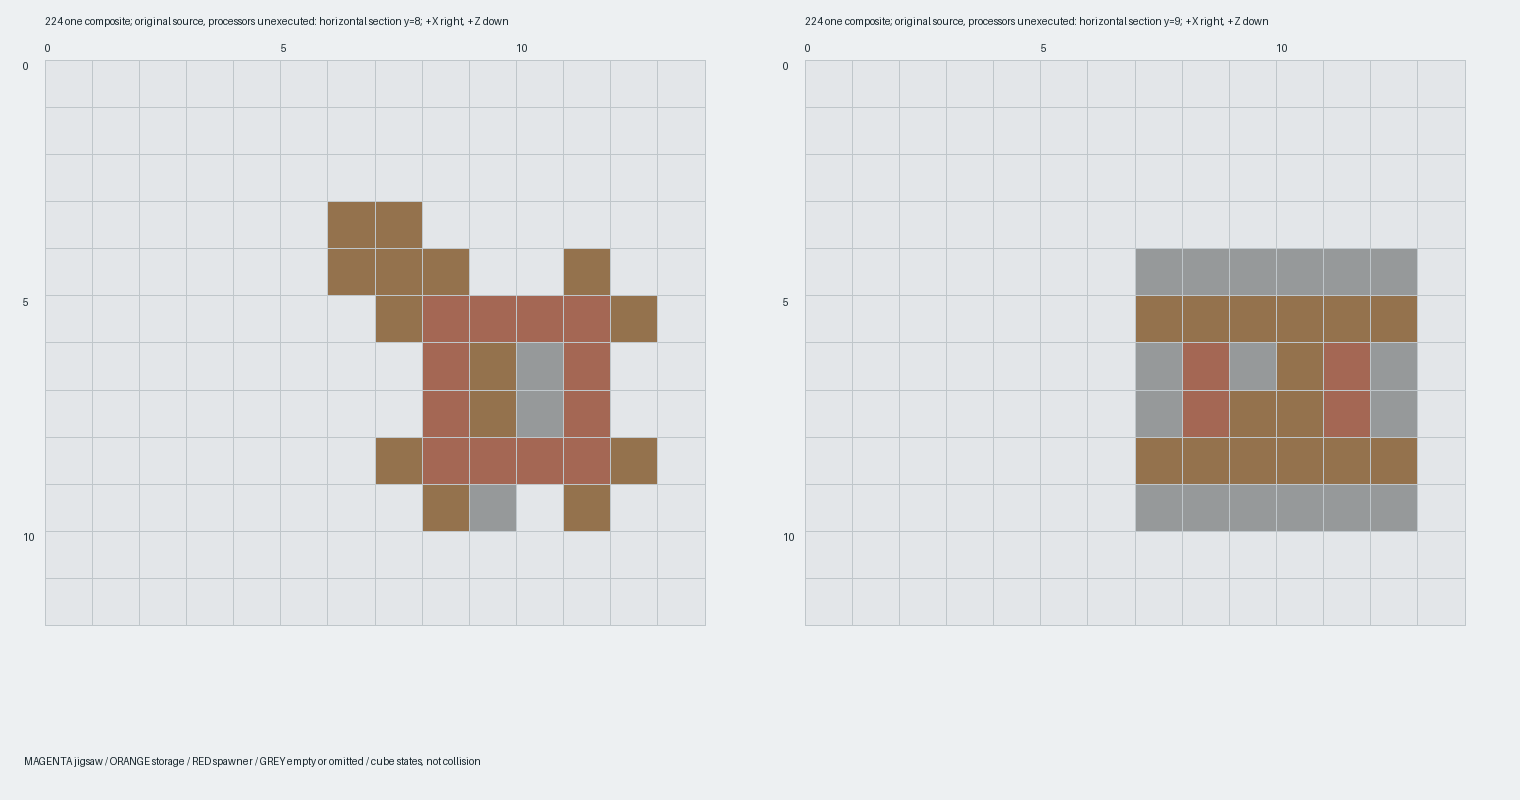 224 one composite; original source, processors unexecuted: horizontal section y=8; +X right, +Z down
0 5 10
0
5
10
224 one composite; original source, processors unexecuted: horizontal section y=9; +X right, +Z down
0 5 10
0
5
10
MAGENTA jigsaw / ORANGE storage / RED spawner / GREY empty or omitted / cube states, not collision